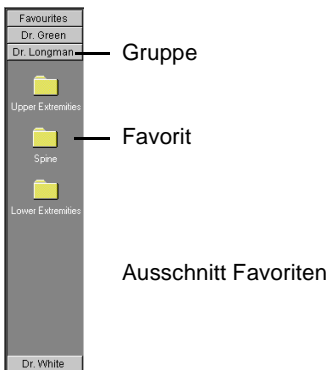 Favourites
Dr. Green
Dr. Longman
Gruppe
Upper Extremities
Favorit
Spine
Lower Extremities
Ausschnitt Favoriten
Dr. White